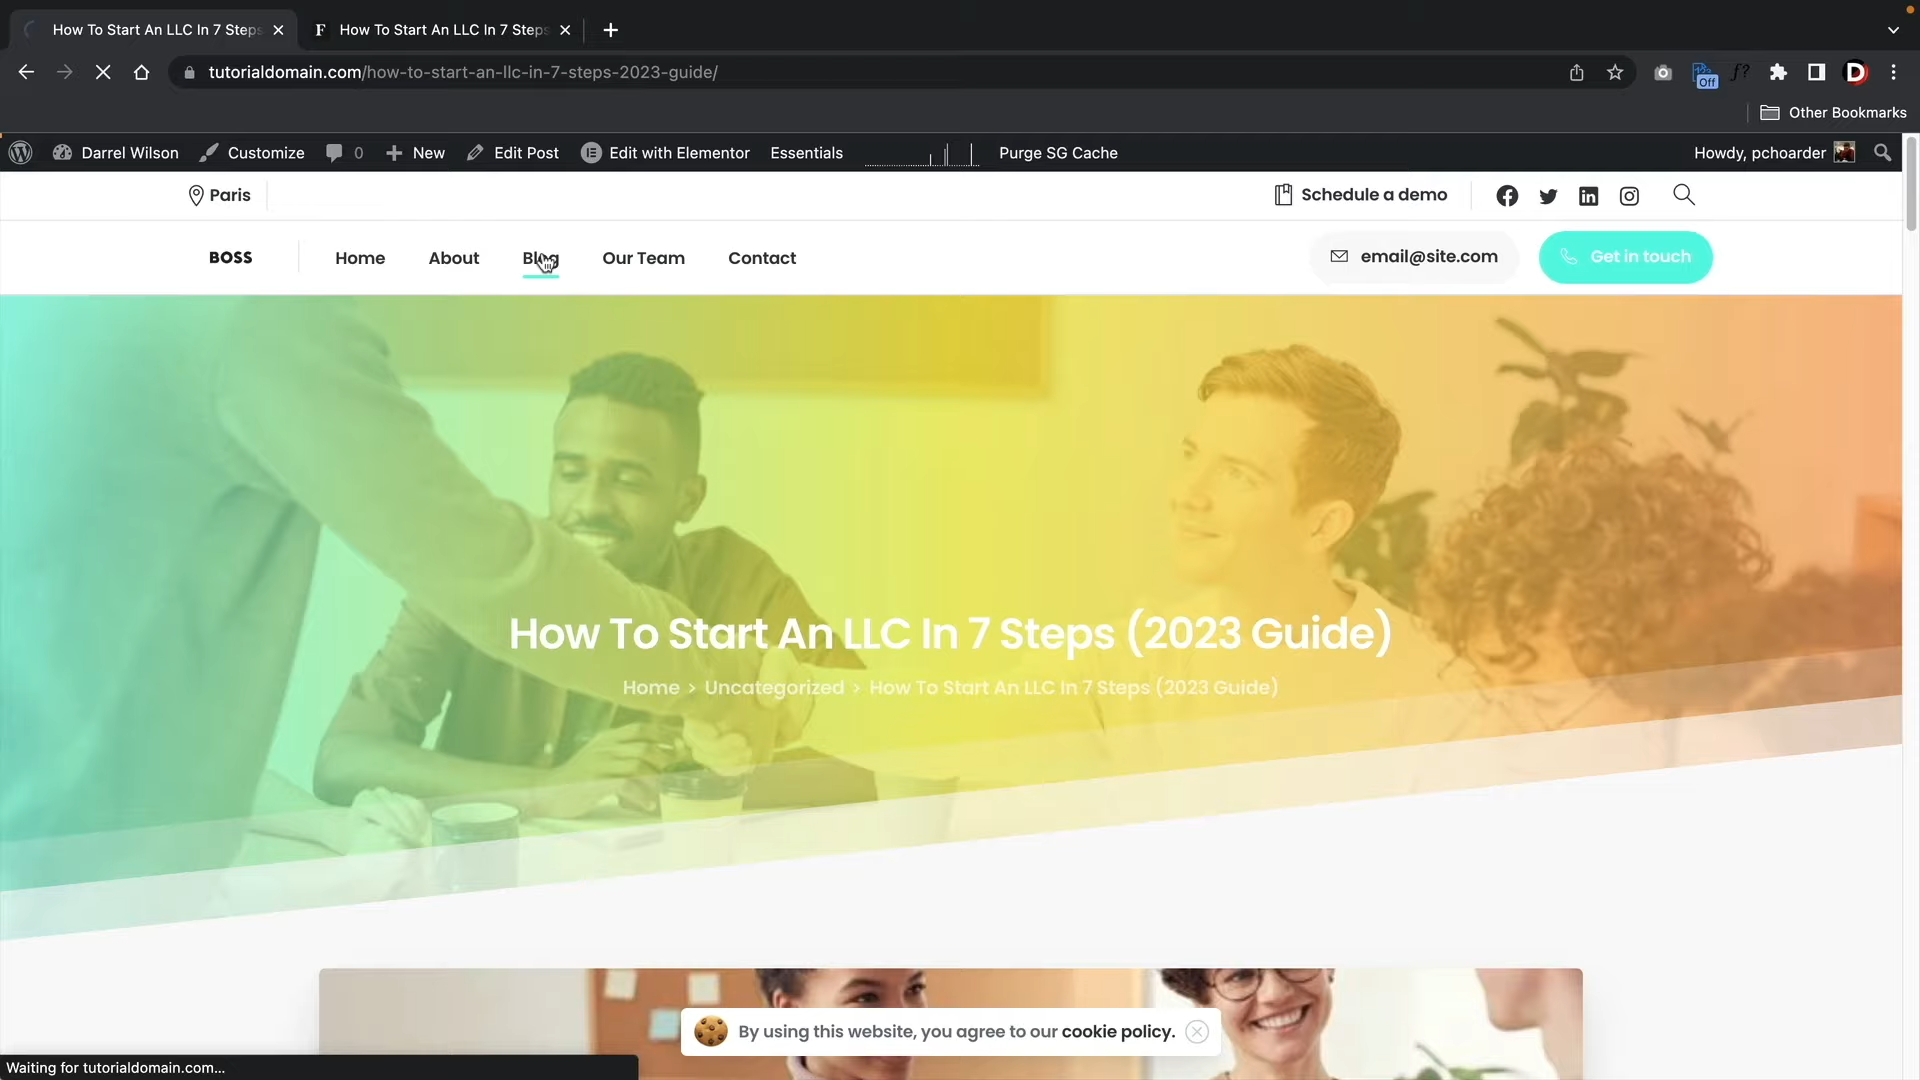 How To Start An LLC In 7 Steps
F How To Start An LLC In 7 Steps
tutorialdomain.com/how-to-start-an-llc-in-7-steps-2023-guide/
Off
f?
D
Other Bookmarks
Darrel Wilson Customize 0 New Edit Post Edit with Elementor Essentials Purge SG Cache Howdy, pchoarder
Paris Schedule a demo
BOSS Home About Blog Our Team Contact email@site.com Get in touch
How To Start An LLC In 7 Steps (2023 Guide)
Home > Uncategorized > How To Start An LLC In 7 Steps (2023 Guide)
By using this website, you agree to our cookie policy.
Waiting for tutorialdomain.com...